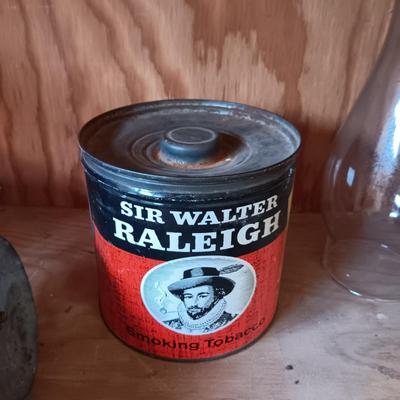 SIR WALTER
RALEIGH
Smoking Tobacco